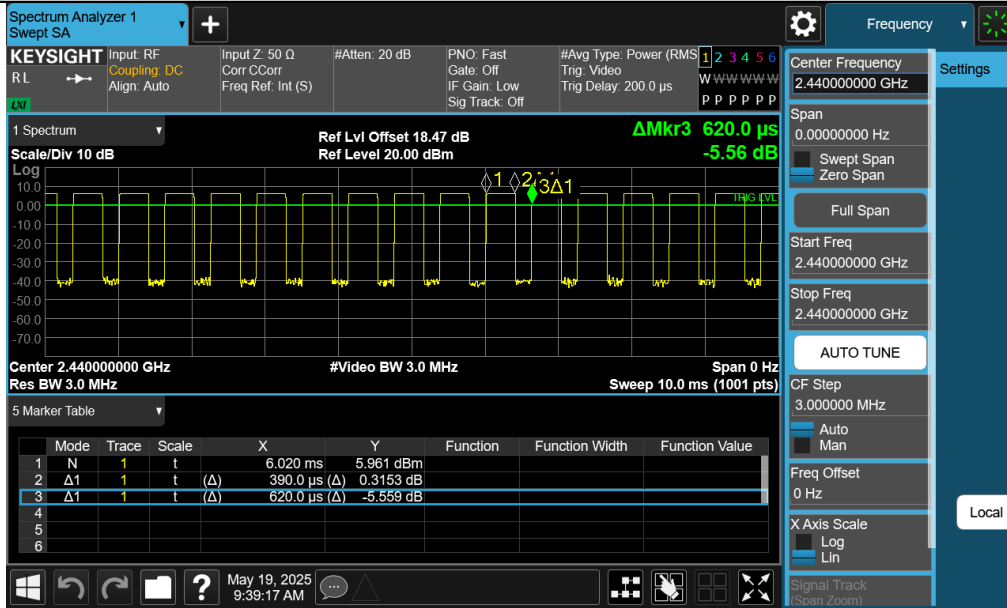 Spectrum Analyzer 1
Swept SA
+
Frequency
KEYSIGHT
RL
LXI
Input: RF
Coupling: DC
Align: Auto
Input Z: 50 Ω
Corr CCorr
Freq Ref: Int (S)
#Atten: 20 dB
PNO: Fast
Gate: Off
IF Gain: Low
Sig Track: Off
#Avg Type: Power (RMS
Trig: Video
Trig Delay: 200.0 µs
1 2 3 4 5 6
W W W W W W
P P P P P P
1 Spectrum
Scale/Div 10 dB
Ref Lvl Offset 18.47 dB
Ref Level 20.00 dBm
ΔMkr3 620.0 µs
-5.56 dB
Log
10.0
0.00
-10.0
-20.0
-30.0
-40.0
-50.0
-60.0
-70.0
1
3Δ1
TRIG LVL
Center 2.440000000 GHz
#Video BW 3.0 MHz
Span 0 Hz
Res BW 3.0 MHz
Sweep 10.0 ms (1001 pts)
5 Marker Table
Mode Trace Scale X Y Function Function Width Function Value
1 N 1 t 6.020 ms 5.961 dBm
2 Δ1 1 t (Δ) 390.0 µs (Δ) 0.3153 dB
3 Δ1 1 t (Δ) 620.0 µs (Δ) -5.559 dB
4
5
6
May 19, 2025
9:39:17 AM
?
Center Frequency
2.440000000 GHz
Span
0.00000000 Hz
Swept Span
Zero Span
Full Span
Start Freq
2.440000000 GHz
Stop Freq
2.440000000 GHz
AUTO TUNE
CF Step
3.000000 MHz
Auto
Man
Freq Offset
0 Hz
X Axis Scale
Log
Lin
Signal Track
(Span Zoom)
Settings
Local